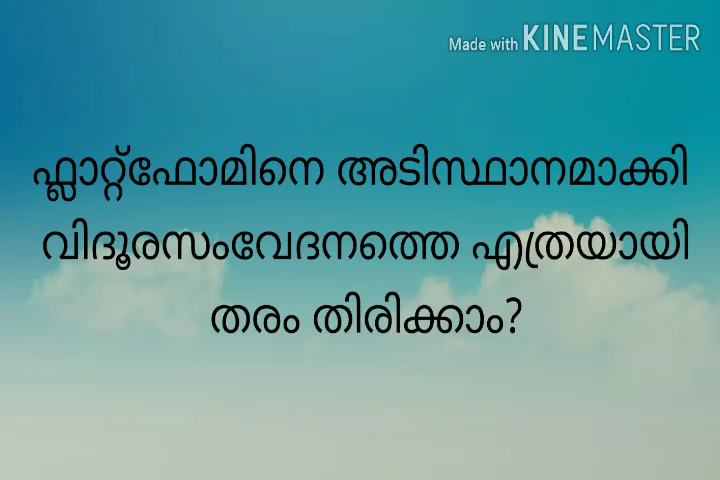 Made with KINEMASTER
ഫ്ലാറ്റ്ഫോമിനെ അടിസ്ഥാനമാക്കി
വിദൂരസംവേദനത്തെ എത്രയായി
തരം തിരിക്കാം?